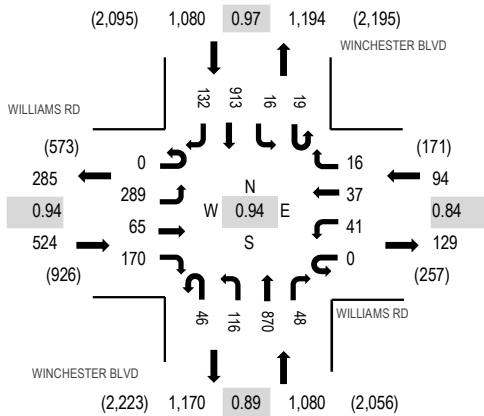 (2,095) 1,080 0.97 1,194 (2,195)
WINCHESTER BLVD
132 913 16 19
WILLIAMS RD
(573) 0 16 (171)
285 94
289 N 37
0.94 W 0.94 E 0.84
65 S 41
524 129
170 0
(926) (257)
46 116 870 48
WILLIAMS RD
WINCHESTER BLVD
(2,223) 1,170 0.89 1,080 (2,056)